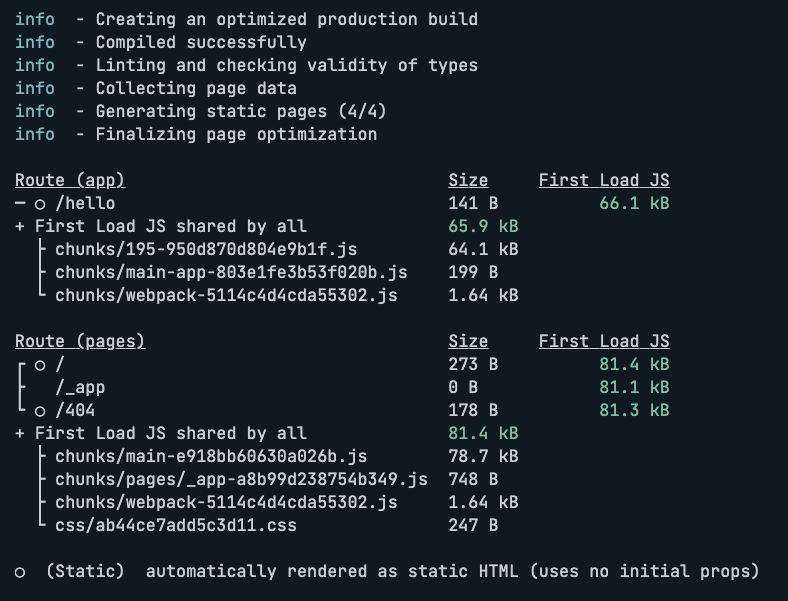 info  - Creating an optimized production build
info  - Compiled successfully
info  - Linting and checking validity of types
info  - Collecting page data
info  - Generating static pages (4/4)
info  - Finalizing page optimization

Route (app)                                Size     First Load JS
─ ○ /hello                                 141 B          66.1 kB
+ First Load JS shared by all              65.9 kB
  ├ chunks/195-950d870d804e9b1f.js         64.1 kB
  ├ chunks/main-app-803e1fe3b53f020b.js    199 B
  └ chunks/webpack-5114c4d4cda55302.js     1.64 kB

Route (pages)                              Size     First Load JS
┌ ○ /                                      273 B          81.4 kB
├   /_app                                  0 B            81.1 kB
└ ○ /404                                   178 B          81.3 kB
+ First Load JS shared by all              81.4 kB
  ├ chunks/main-e918bb60630a026b.js        78.7 kB
  ├ chunks/pages/_app-a8b99d238754b349.js  748 B
  ├ chunks/webpack-5114c4d4cda55302.js     1.64 kB
  └ css/ab44ce7add5c3d11.css               247 B

○  (Static)  automatically rendered as static HTML (uses no initial props)